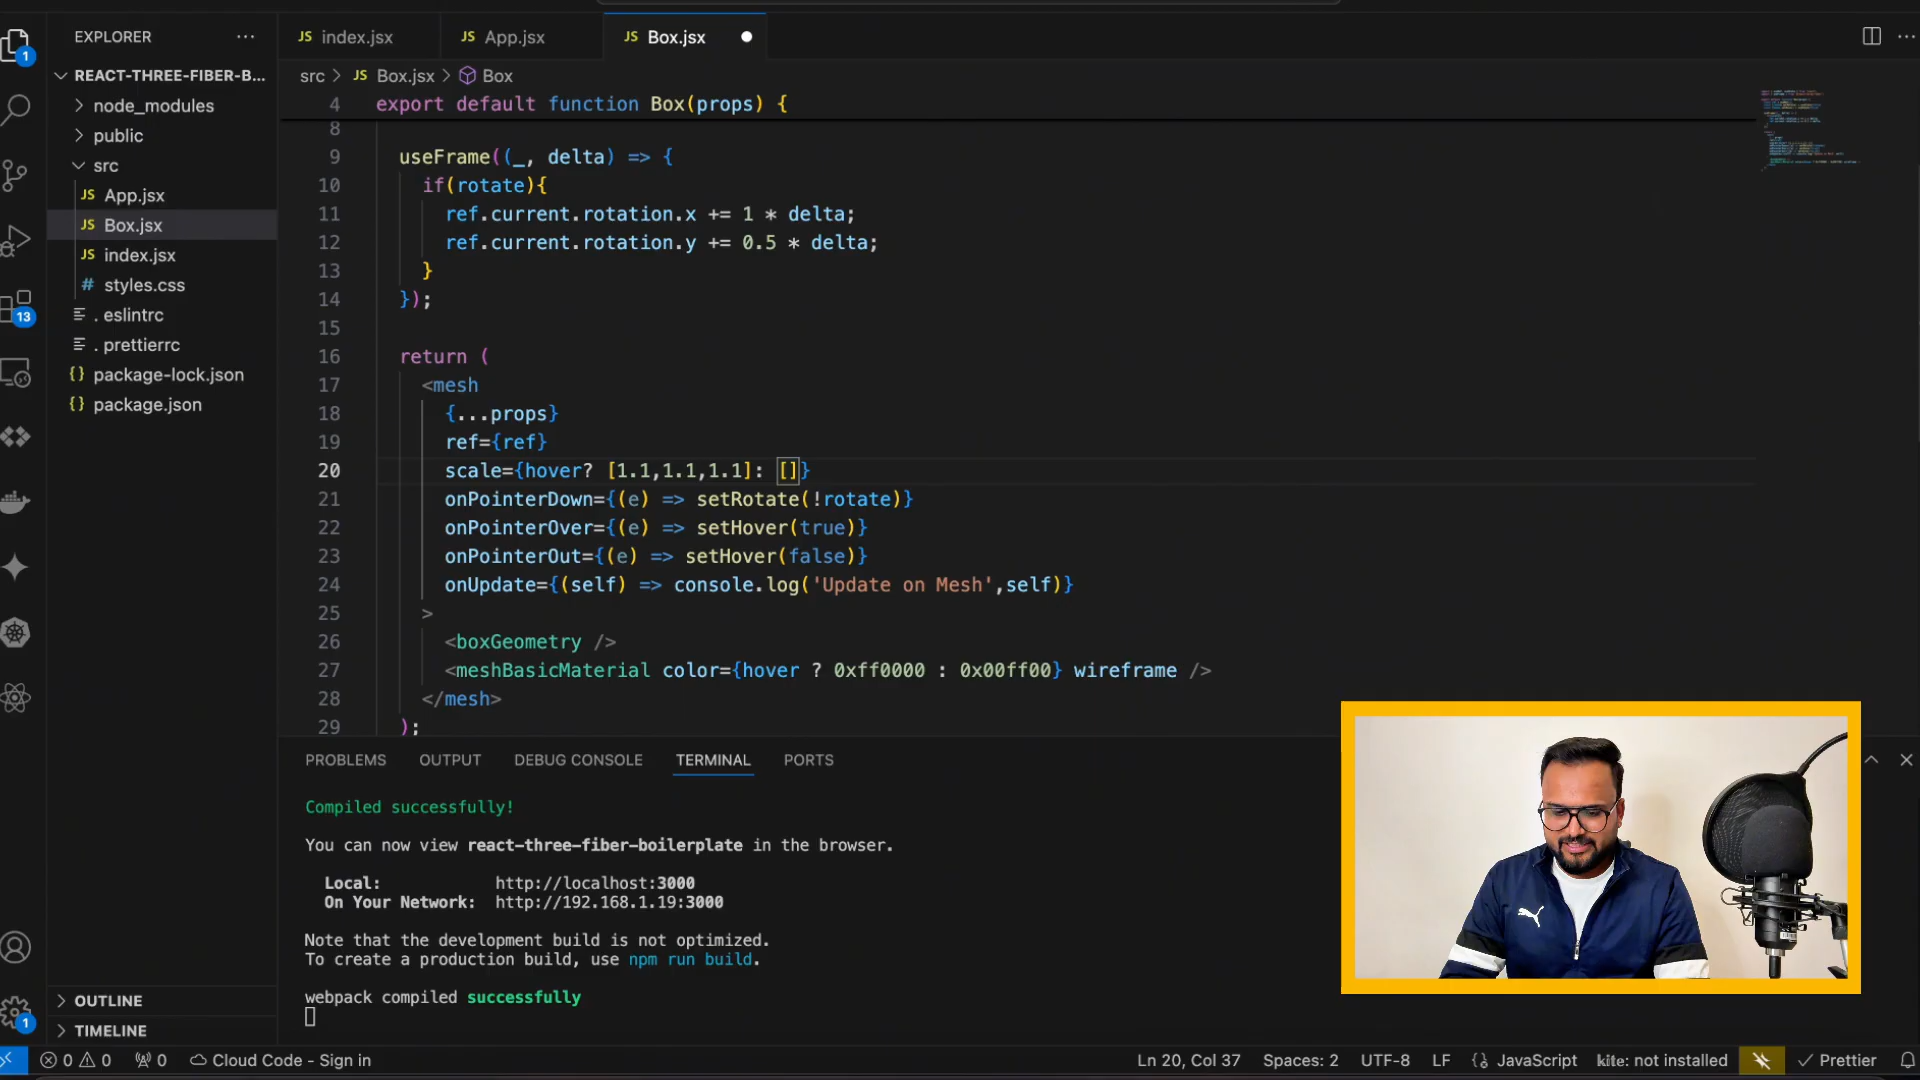 EXPLORER
REACT-THREE-FIBER-B...
node_modules
public
src
JS App.jsx
JS Box.jsx
JS index.jsx
# styles.css
.eslintrc
.prettierrc
{} package-lock.json
{} package.json
OUTLINE
TIMELINE
1
13
1
JS index.jsx
JS App.jsx
JS Box.jsx
src > JS Box.jsx > Box
4 export default function Box(props) {
8
9 useFrame((_, delta) => {
10 if(rotate){
11 ref.current.rotation.x += 1 * delta;
12 ref.current.rotation.y += 0.5 * delta;
13 }
14 });
15
16 return (
17 <mesh
18 {...props}
19 ref={ref}
20 scale={hover? [1.1,1.1,1.1]: []}
21 onPointerDown={(e) => setRotate(!rotate)}
22 onPointerOver={(e) => setHover(true)}
23 onPointerOut={(e) => setHover(false)}
24 onUpdate={(self) => console.log('Update on Mesh',self)}
25 >
26 <boxGeometry />
27 <meshBasicMaterial color={hover ? 0xff0000 : 0x00ff00} wireframe />
28 </mesh>
29 );
PROBLEMS OUTPUT DEBUG CONSOLE TERMINAL PORTS
Compiled successfully!
You can now view react-three-fiber-boilerplate in the browser.
Local: http://localhost:3000
On Your Network: http://192.168.1.19:3000
Note that the development build is not optimized.
To create a production build, use npm run build.
webpack compiled successfully
0 0 0 Cloud Code - Sign in
Ln 20, Col 37 Spaces: 2 UTF-8 LF JavaScript kite: not installed Prettier